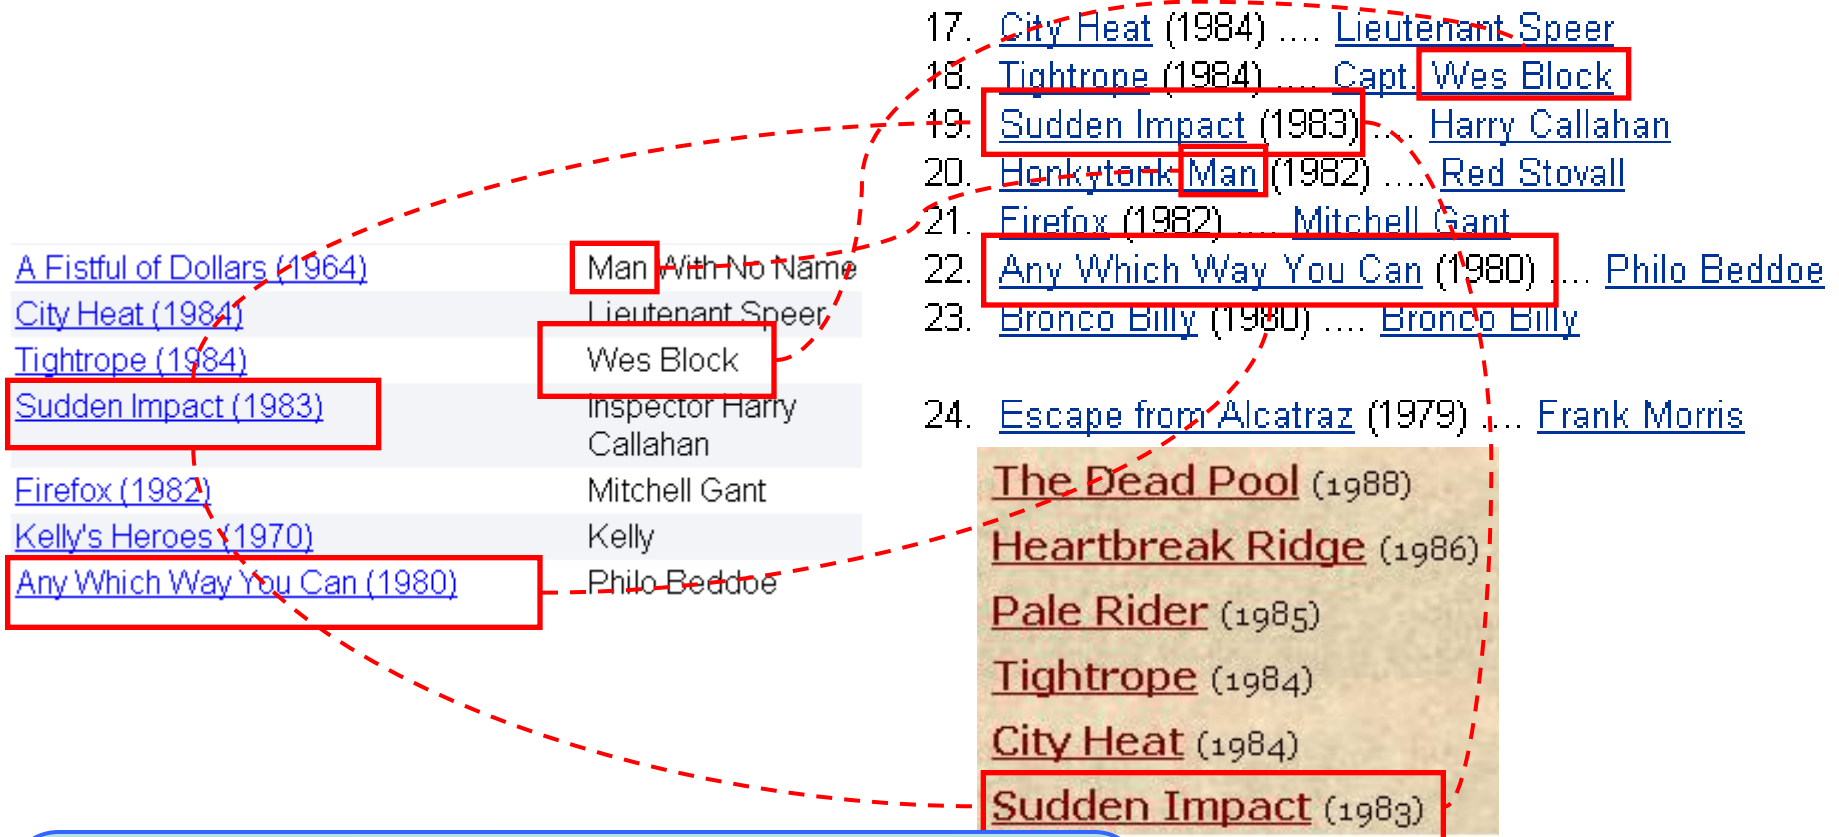 17. City Heat (1984) .... Lieutenant Speer
18. Tightrope (1984) .... Capt. Wes Block
19. Sudden Impact (1983) .... Harry Callahan
20. Honkytonk Man (1982) .... Red Stovall
21. Firefox (1982) .... Mitchell Gant
22. Any Which Way You Can (1980) .... Philo Beddoe
23. Bronco Billy (1980) .... Bronco Billy
24. Escape from Alcatraz (1979) .... Frank Morris
A Fistful of Dollars (1964) Man With No Name
City Heat (1984) Lieutenant Speer
Tightrope (1984) Wes Block
Sudden Impact (1983) Inspector Harry
Callahan
Firefox (1982) Mitchell Gant
Kelly's Heroes (1970) Kelly
Any Which Way You Can (1980) Philo Beddoe
The Dead Pool (1988)
Heartbreak Ridge (1986)
Pale Rider (1985)
Tightrope (1984)
City Heat (1984)
Sudden Impact (1983)